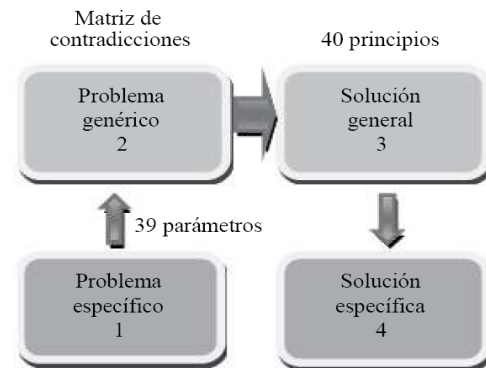 Matriz de
contradicciones
40 principios
Problema
genérico
2
Solución
general
3
39 parámetros
Problema
específico
1
Solución
específica
4